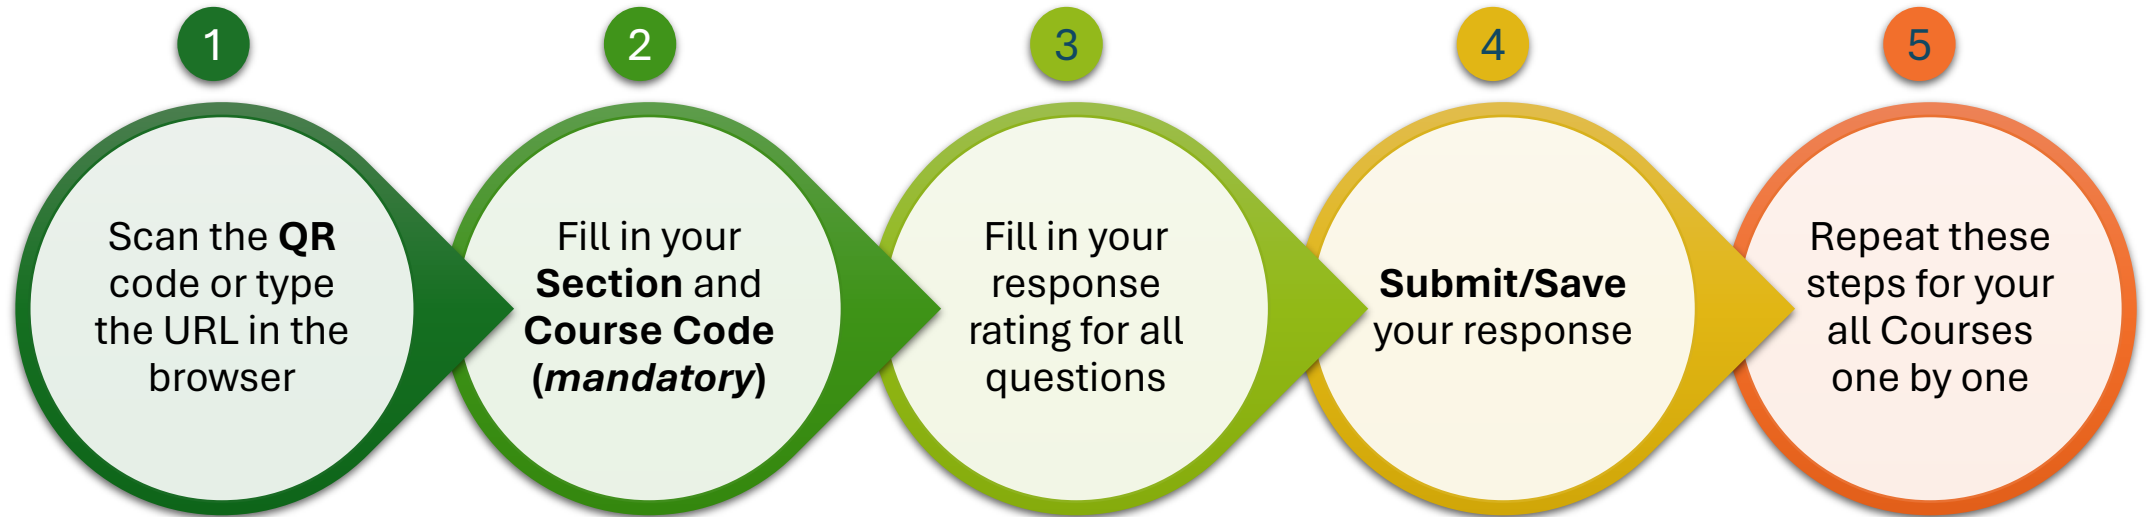 1
Scan the QR
code or type
the URL in the
browser
2
Fill in your
Section and
Course Code
(mandatory)
3
Fill in your
response
rating for all
questions
4
Submit/Save
your response
5
Repeat these
steps for your
all Courses
one by one